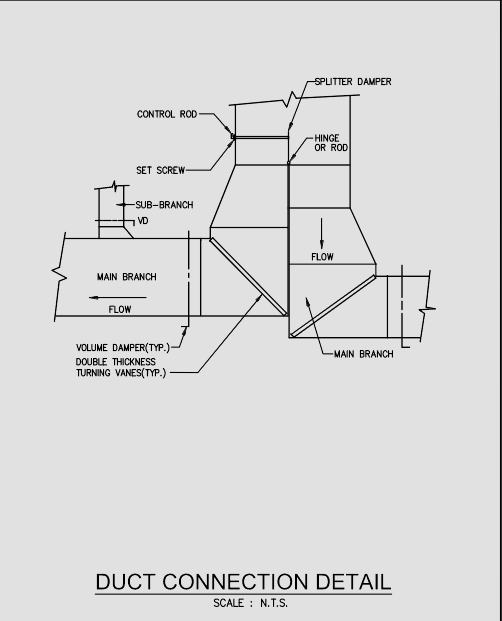 SPLITTER DAMPER
CONTROL ROD
HINGE
OR ROD
SET SCREW
SUB-BRANCH
VD
FLOW
MAIN BRANCH
FLOW
VOLUME DAMPER(TYP.)
DOUBLE THICKNESS
TURNING VANES(TYP.)
MAIN BRANCH
DUCT CONNECTION DETAIL
SCALE : N.T.S.